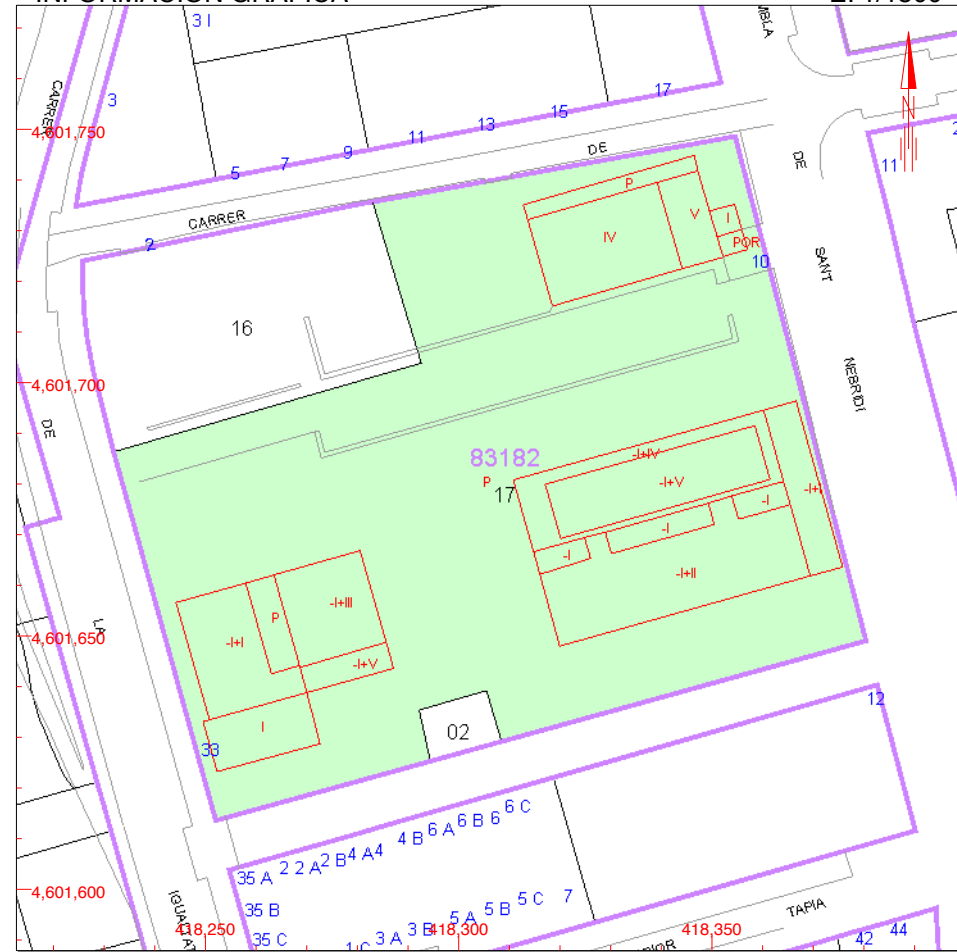 3 I
3
CARRER
4,601,750
5
7
9
11
13
15
17
DE
CARRER
2
DE
11
P
IV
V
I
POR
10
SANT
16
NEBRIDI
4,601,700
DE
83182
P
17
-I+IV
-I+V
-I
-I
-I
-I+II
-I+III
P
-I+I
-I+V
LA
4,601,650
I
33
02
12
35 A
2
2 A
2 B
4 A
4
4 B
6 A
6 B
6
6 C
35 B
35 C
4,601,600
IGUALTAT
418,250
3 A
3 B
418,300
5 A
5 B
5 C
7
418,350
TAPIA
42
44
N